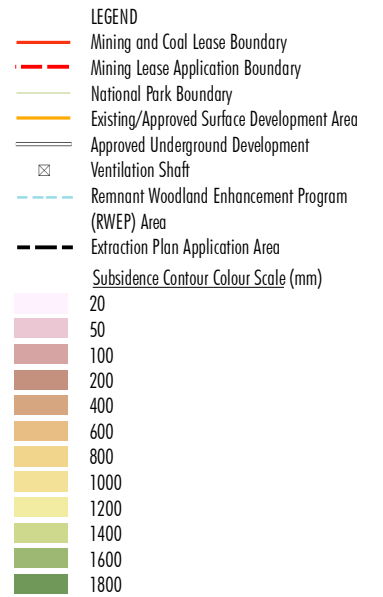 LEGEND
Mining and Coal Lease Boundary
Mining Lease Application Boundary
National Park Boundary
Existing/Approved Surface Development Area
Approved Underground Development
Ventilation Shaft
Remnant Woodland Enhancement Program
(RWEP) Area
Extraction Plan Application Area
Subsidence Contour Colour Scale (mm)
20
50
100
200
400
600
800
1000
1200
1400
1600
1800